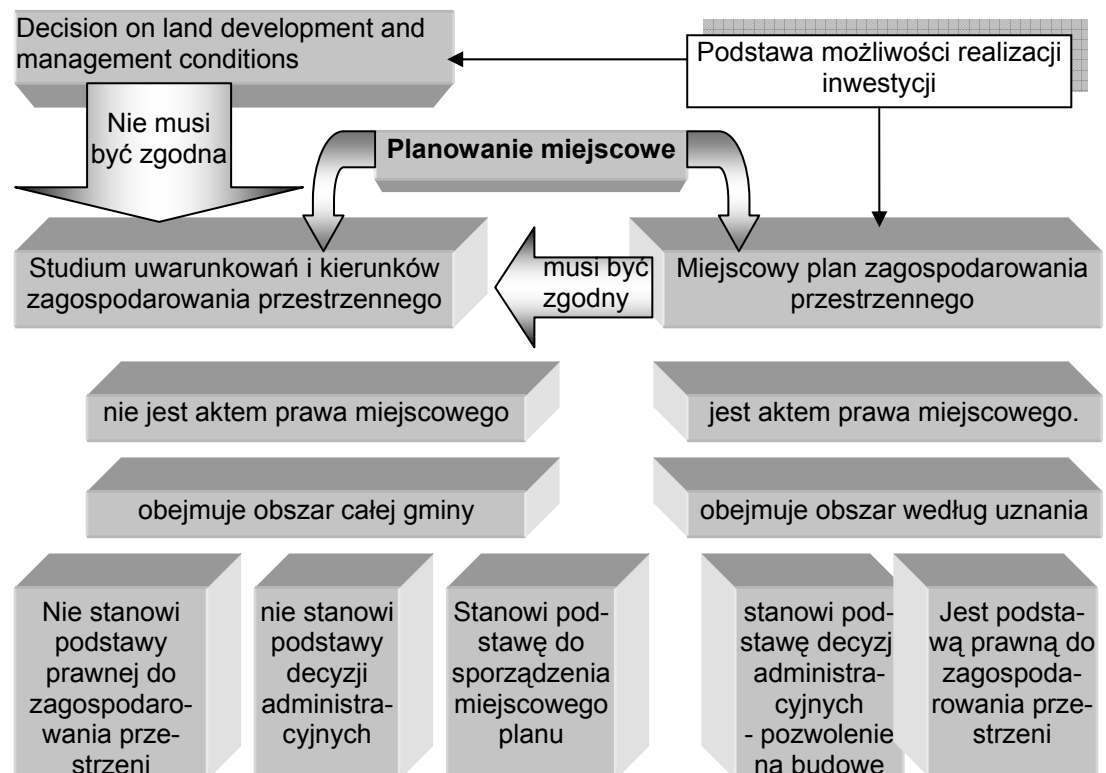 Decision on land development and
management conditions
Podstawa możliwości realizacji
inwestycji
Nie musi
być zgodna
Planowanie miejscowe
Studium uwarunkowań i kierunków
zagospodarowania przestrzennego
musi być
zgodny
Miejscowy plan zagospodarowania
przestrzennego
nie jest aktem prawa miejscowego
jest aktem prawa miejscowego.
obejmuje obszar całej gminy
obejmuje obszar według uznania
Nie stanowi
podstawy
prawnej do
zagospodaro-
wania prze-
strzeni
nie stanowi
podstawy
decyzji
administra-
cyjnych
Stanowi pod-
stawę do
sporządzenia
miejscowego
planu
stanowi pod-
stawę decyzj
administra-
cyjnych
- pozwolenie
na budowe
Jest podsta-
wą prawną do
zagospoda-
rowania prze-
strzeni